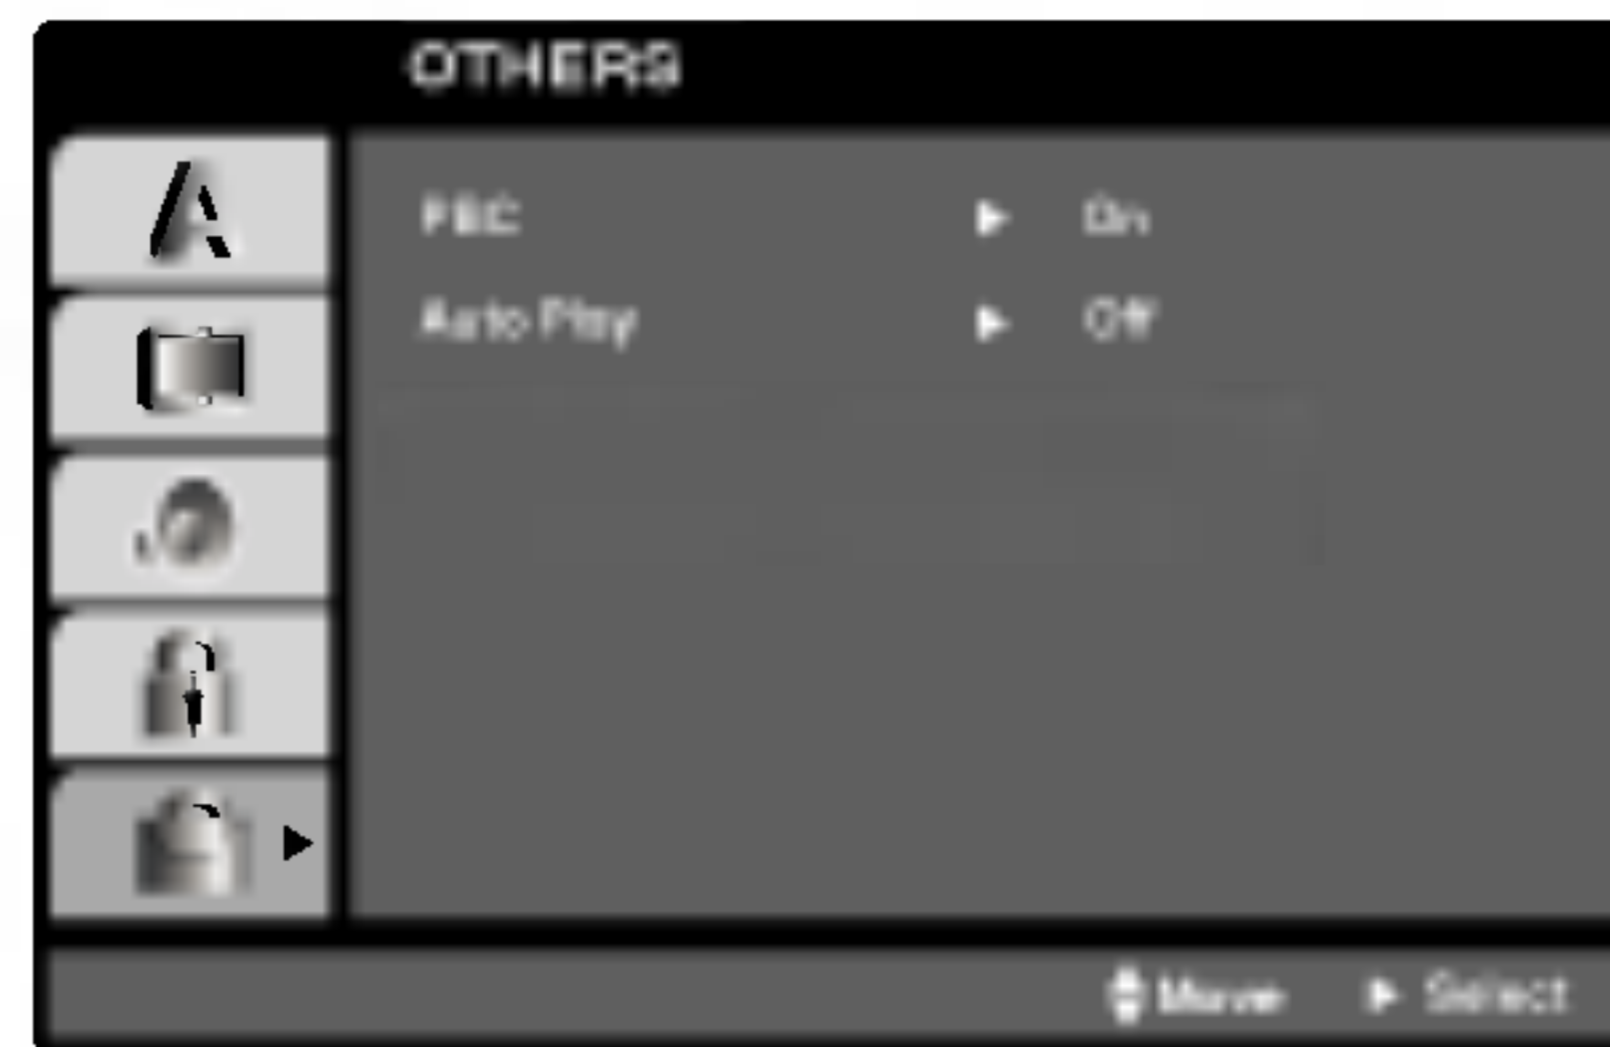 OTHERS
PBC ► On
Auto Play ► Off
Move ► Select